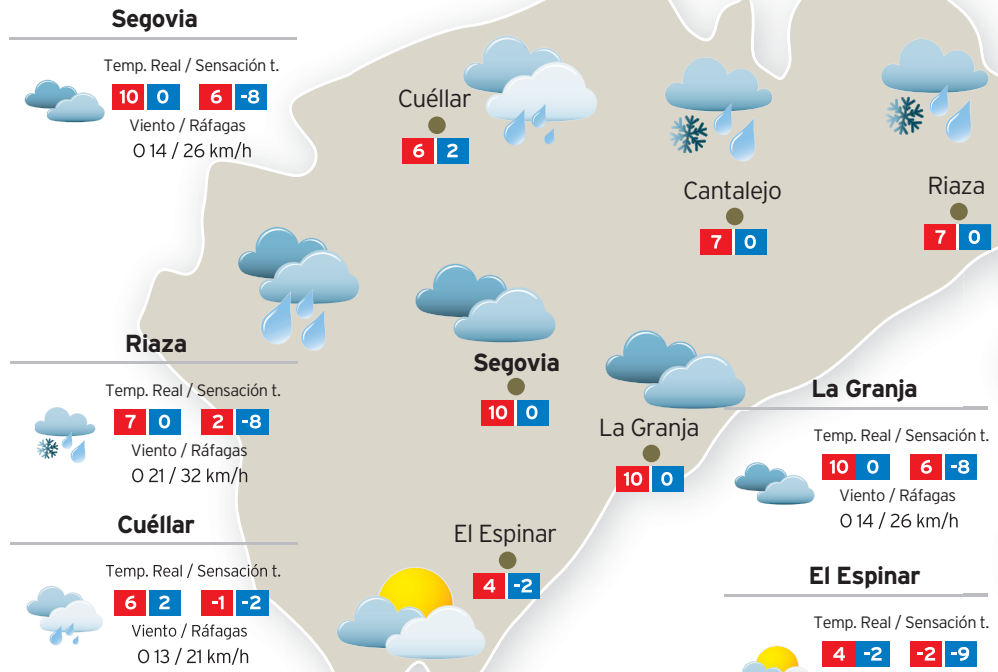 Segovia
Temp. Real / Sensación t.
10 0 6 -8
Viento / Ráfagas
O 14 / 26 km/h
Cuéllar
6 2
Cantalejo
7 0
Riaza
7 0
Riaza
Temp. Real / Sensación t.
7 0 2 -8
Viento / Ráfagas
O 21 / 32 km/h
Segovia
10 0
La Granja
10 0
La Granja
Temp. Real / Sensación t.
10 0 6 -8
Viento / Ráfagas
O 14 / 26 km/h
Cuéllar
Temp. Real / Sensación t.
6 2 -1 -2
Viento / Ráfagas
O 13 / 21 km/h
El Espinar
4 -2
El Espinar
Temp. Real / Sensación t.
4 -2 -2 -9